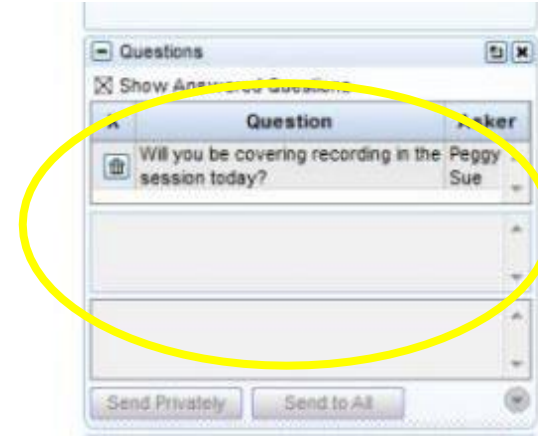 Questions
Show Answered Questions
X Question Asker
Will you be covering recording in the Peggy
session today? Sue
Send Privately Send to All